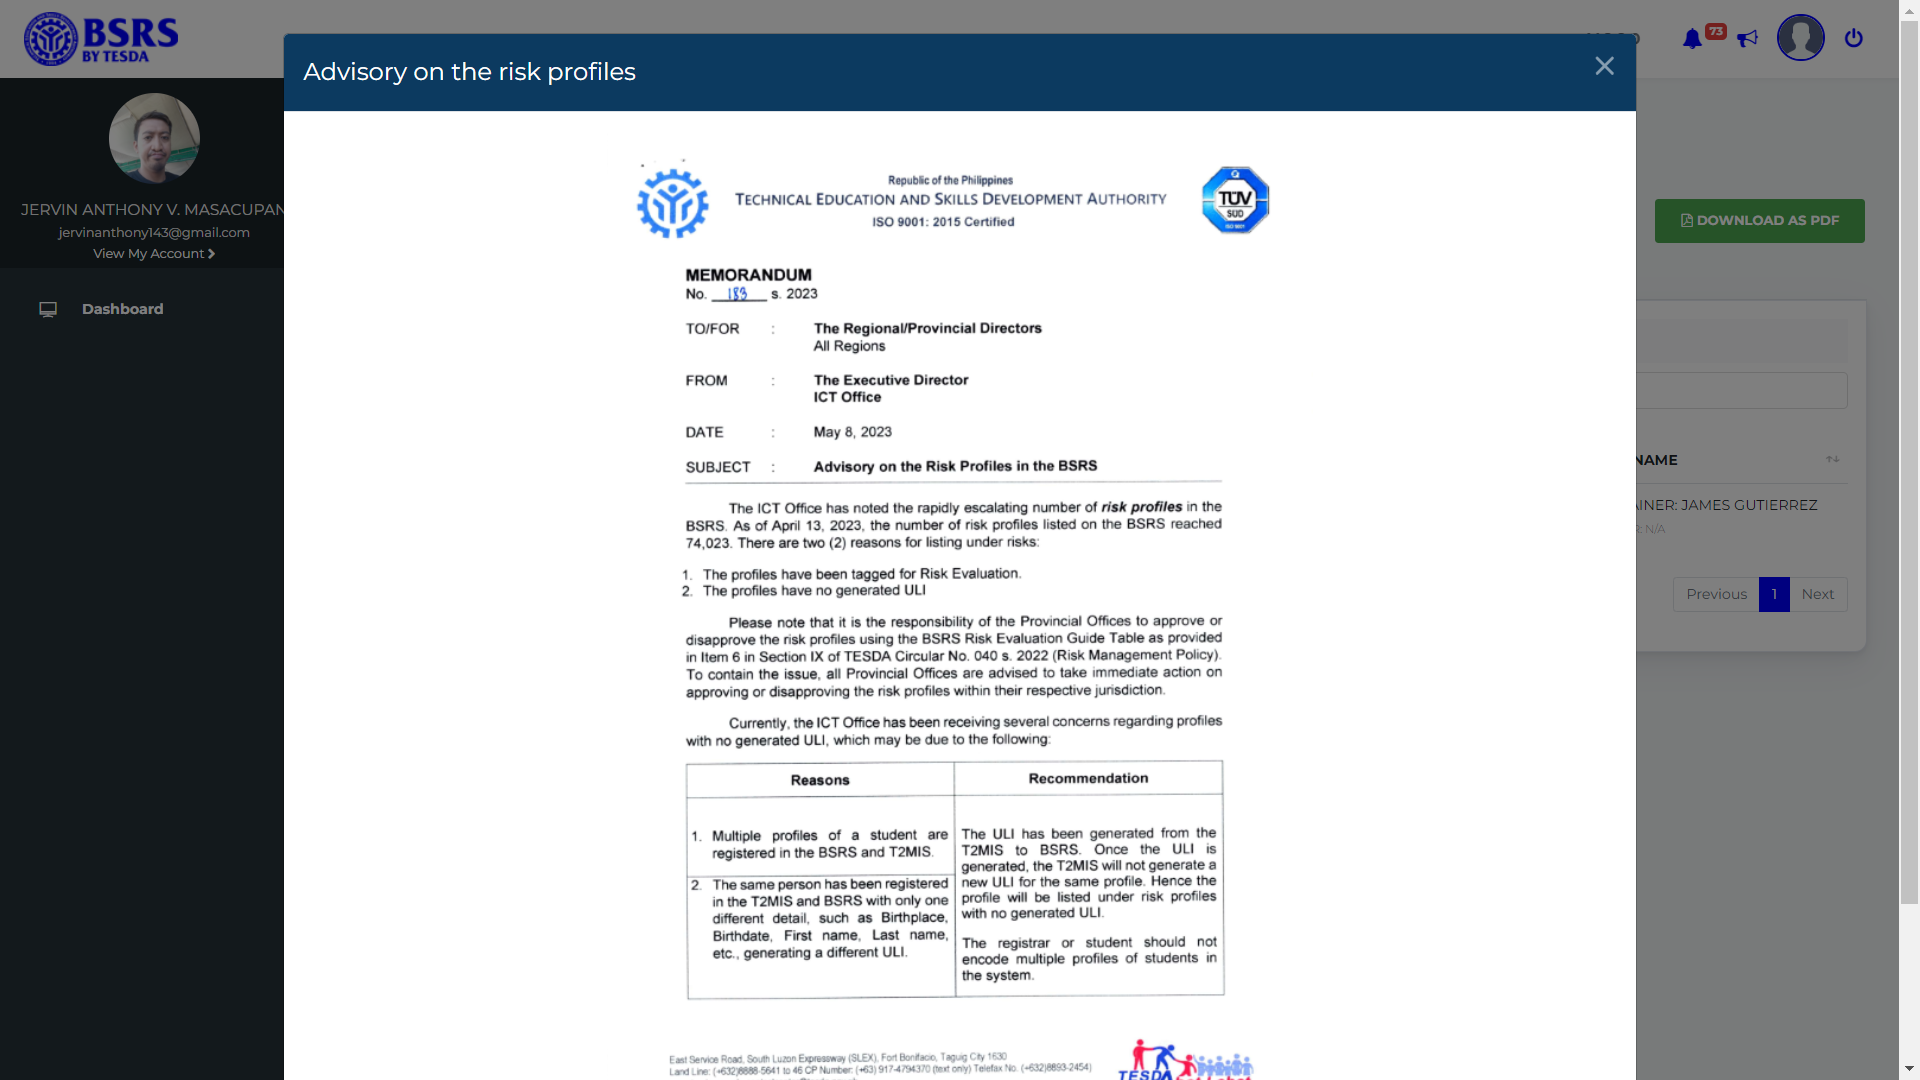 BSRS
BY TESDA
73
Advisory on the risk profiles
JERVIN ANTHONY V. MASACUPAN
jervinanthony143@gmail.com
View My Account
Dashboard
DOWNLOAD AS PDF
Republic of the Philippines
TECHNICAL EDUCATION AND SKILLS DEVELOPMENT AUTHORITY
ISO 9001: 2015 Certified
TÜV
SÜD
ISO 9001
MEMORANDUM
No. 183 s. 2023
TO/FOR : The Regional/Provincial Directors
All Regions
FROM : The Executive Director
ICT Office
DATE : May 8, 2023
SUBJECT : Advisory on the Risk Profiles in the BSRS
The ICT Office has noted the rapidly escalating number of risk profiles in the
BSRS. As of April 13, 2023, the number of risk profiles listed on the BSRS reached
74,023. There are two (2) reasons for listing under risks:
1. The profiles have been tagged for Risk Evaluation.
2. The profiles have no generated ULI
Please note that it is the responsibility of the Provincial Offices to approve or
disapprove the risk profiles using the BSRS Risk Evaluation Guide Table as provided
in Item 6 in Section IX of TESDA Circular No. 040 s. 2022 (Risk Management Policy).
To contain the issue, all Provincial Offices are advised to take immediate action on
approving or disapproving the risk profiles within their respective jurisdiction.
Currently, the ICT Office has been receiving several concerns regarding profiles
with no generated ULI, which may be due to the following:
Reasons
Recommendation
1. Multiple profiles of a student are
registered in the BSRS and T2MIS.
2. The same person has been registered
in the T2MIS and BSRS with only one
different detail, such as Birthplace,
Birthdate, First name, Last name,
etc., generating a different ULI.
The ULI has been generated from the
T2MIS to BSRS. Once the ULI is
generated, the T2MIS will not generate a
new ULI for the same profile. Hence the
profile will be listed under risk profiles
with no generated ULI.
The registrar or student should not
encode multiple profiles of students in
the system.
East Service Road, South Luzon Expressway (SLEX), Fort Bonifacio, Taguig City 1630
Land Line: (+632)8888-5641 to 46 CP Number: (+63) 917-4794370 (text only) Telefax No. (+632)8893-2454)
TESDA
NAME
AINER: JAMES GUTIERREZ
R: N/A
Previous
1
Next